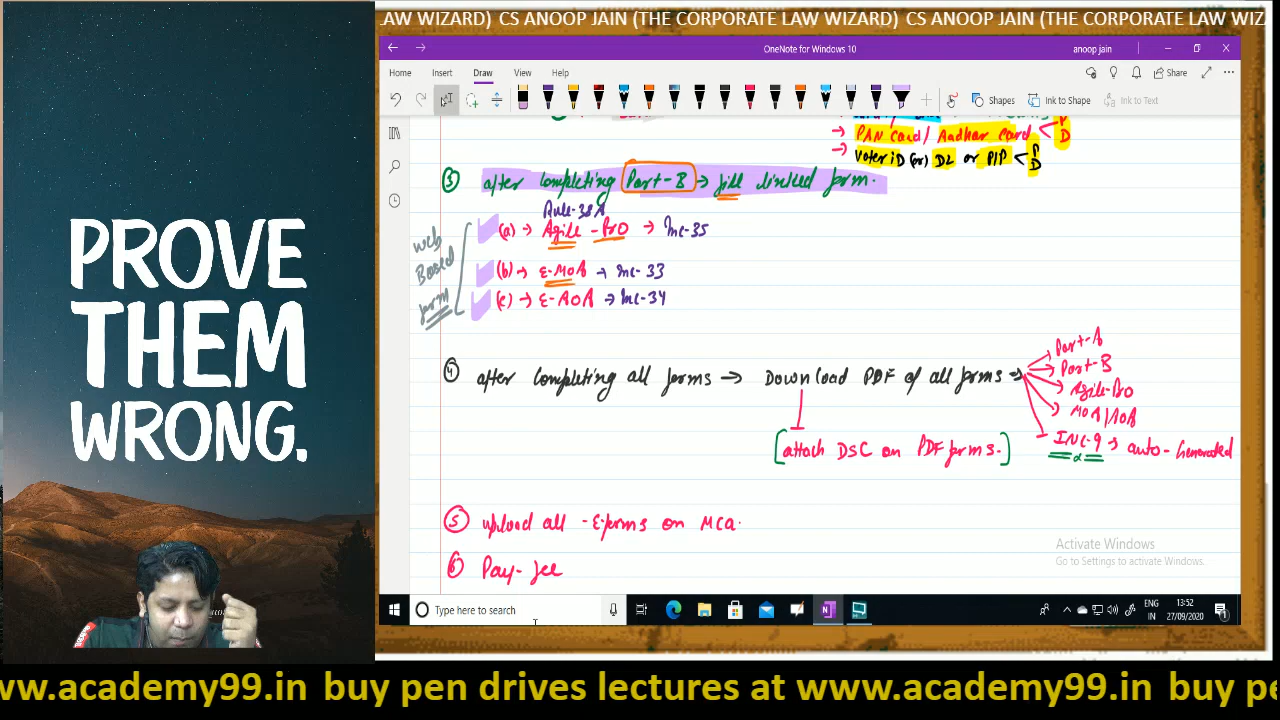 LAW WIZARD) CS ANOOP JAIN (THE CORPORATE LAW WIZARD) CS ANOOP JAIN (THE CORPORATE LAW WIZ
OneNote for Windows 10
anoop jain
Home Insert Draw View Help
Share
Shapes
Ink to Shape
Ink to Text
→ PAN Card / Aadhar Card < P D
→ Voter iD (or) DL or P/P < P D
③ after completing Part-B → fill linked form.
Rule-38A
(a) → Agile-PrO → Inc-35
(b) → E-MOA → Inc-33
(c) → E-AOA → Inc-34
Web Based form
④ after completing all forms → Download PDF of all forms →
Part-A
Part-B
Agile-Pro
MOA/AOA
INC-9 → auto-Generated
[attach DSC on PDF forms.]
⑤ upload all - E-forms on MCA.
⑥ Pay-fee
Activate Windows
Go to Settings to activate Windows.
Type here to search
ENG
IN
13:52
27/09/2020
PROVE
THEM
WRONG.
ww.academy99.in buy pen drives lectures at www.academy99.in buy pe